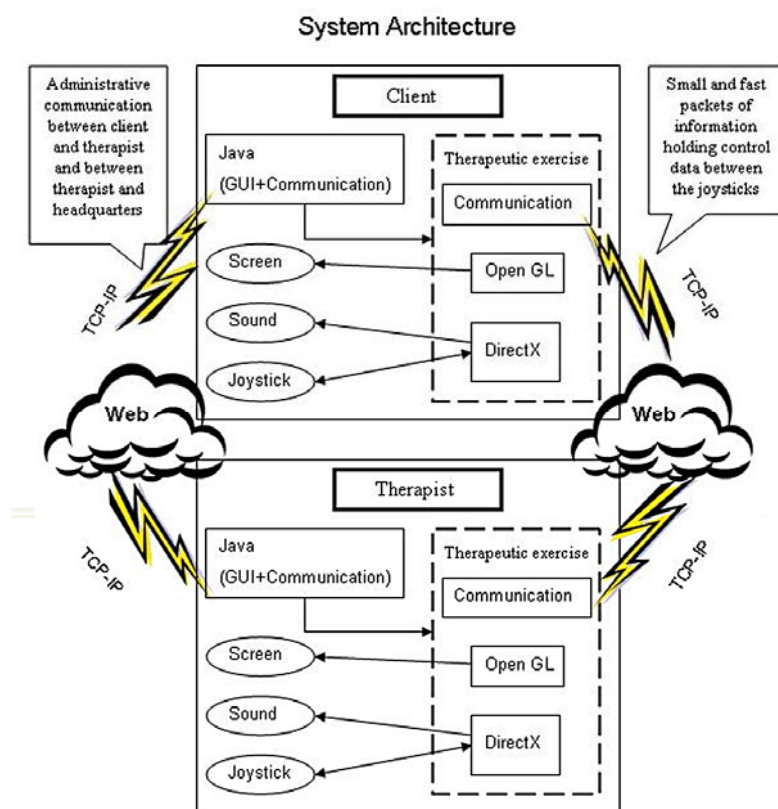 System Architecture
Administrative
communication
between client
and therapist
and between
therapist and
headquarters
Client
Small and fast
packets of
information
holding control
data between
the joysticks
Java
(GUI+Communication)
Therapeutic exercise
Communication
Screen
Open GL
Sound
DirectX
Joystick
TCP-IP
TCP-IP
Web
Web
Therapist
Java
(GUI+Communication)
Therapeutic exercise
Communication
TCP-IP
TCP-IP
Screen
Open GL
Sound
DirectX
Joystick